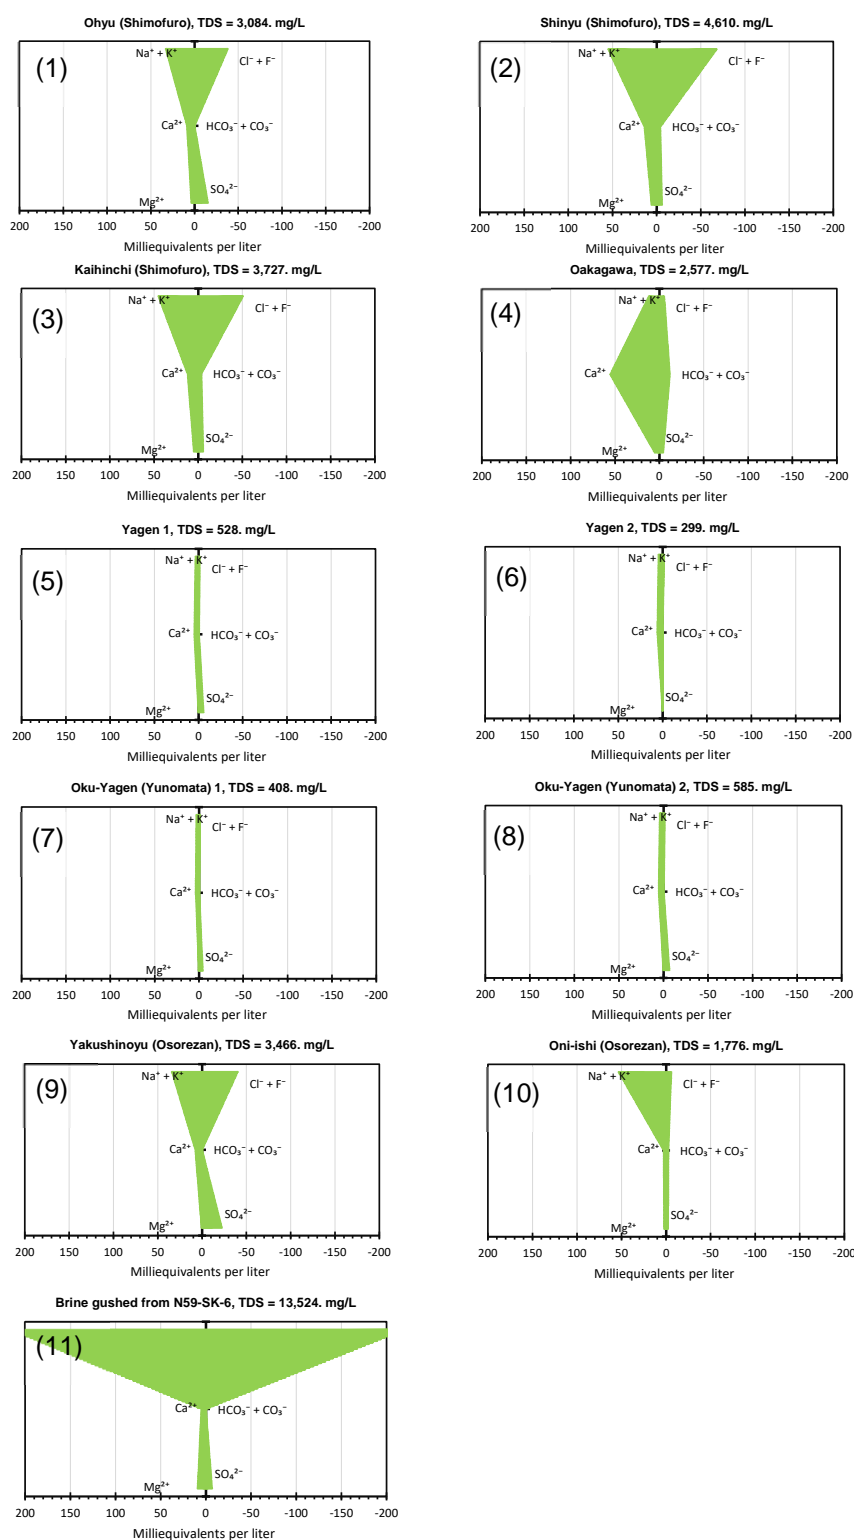 Ohyu (Shimofuro), TDS = 3,084. mg/L
(1)
Na⁺ + K⁺
Cl⁻ + F⁻
Ca²⁺
HCO₃⁻ + CO₃⁻
SO₄²⁻
Mg²⁺
200 150 100 50 0 -50 -100 -150 -200
Milliequivalents per liter
Shinyu (Shimofuro), TDS = 4,610. mg/L
(2)
Na⁺ + K⁺
Cl⁻ + F⁻
Ca²⁺
HCO₃⁻ + CO₃⁻
SO₄²⁻
Mg²⁺
200 150 100 50 0 -50 -100 -150 -200
Milliequivalents per liter
Kaihinchi (Shimofuro), TDS = 3,727. mg/L
(3)
Na⁺ + K⁺
Cl⁻ + F⁻
Ca²⁺
HCO₃⁻ + CO₃⁻
SO₄²⁻
Mg²⁺
200 150 100 50 0 -50 -100 -150 -200
Milliequivalents per liter
Oakagawa, TDS = 2,577. mg/L
(4)
Na⁺ + K⁺
Cl⁻ + F⁻
Ca²⁺
HCO₃⁻ + CO₃⁻
SO₄²⁻
Mg²⁺
200 150 100 50 0 -50 -100 -150 -200
Milliequivalents per liter
Yagen 1, TDS = 528. mg/L
(5)
Na⁺ + K⁺
Cl⁻ + F⁻
Ca²⁺
HCO₃⁻ + CO₃⁻
SO₄²⁻
Mg²⁺
200 150 100 50 0 -50 -100 -150 -200
Milliequivalents per liter
Yagen 2, TDS = 299. mg/L
(6)
Na⁺ + K⁺
Cl⁻ + F⁻
Ca²⁺
HCO₃⁻ + CO₃⁻
SO₄²⁻
Mg²⁺
200 150 100 50 0 -50 -100 -150 -200
Milliequivalents per liter
Oku-Yagen (Yunomata) 1, TDS = 408. mg/L
(7)
Na⁺ + K⁺
Cl⁻ + F⁻
Ca²⁺
HCO₃⁻ + CO₃⁻
SO₄²⁻
Mg²⁺
200 150 100 50 0 -50 -100 -150 -200
Milliequivalents per liter
Oku-Yagen (Yunomata) 2, TDS = 585. mg/L
(8)
Na⁺ + K⁺
Cl⁻ + F⁻
Ca²⁺
HCO₃⁻ + CO₃⁻
SO₄²⁻
Mg²⁺
200 150 100 50 0 -50 -100 -150 -200
Milliequivalents per liter
Yakushinoyu (Osorezan), TDS = 3,466. mg/L
(9)
Na⁺ + K⁺
Cl⁻ + F⁻
Ca²⁺
HCO₃⁻ + CO₃⁻
SO₄²⁻
Mg²⁺
200 150 100 50 0 -50 -100 -150 -200
Milliequivalents per liter
Oni-ishi (Osorezan), TDS = 1,776. mg/L
(10)
Na⁺ + K⁺
Cl⁻ + F⁻
Ca²⁺
HCO₃⁻ + CO₃⁻
SO₄²⁻
Mg²⁺
200 150 100 50 0 -50 -100 -150 -200
Milliequivalents per liter
Brine gushed from N59-SK-6, TDS = 13,524. mg/L
(11)
Ca²⁺
HCO₃⁻ + CO₃⁻
SO₄²⁻
Mg²⁺
200 150 100 50 0 -50 -100 -150 -200
Milliequivalents per liter